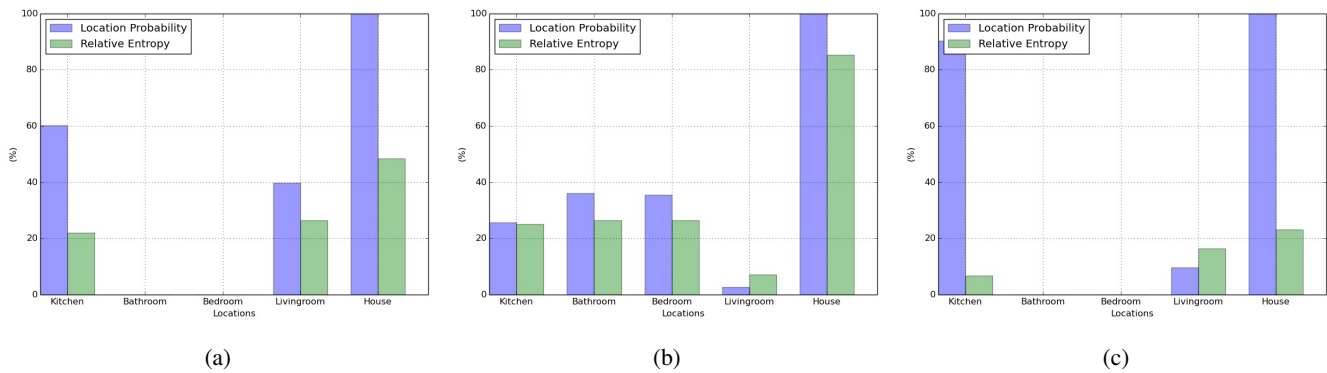 100
80
60
40
20
0
(%)
Location Probability
Relative Entropy
Kitchen Bathroom Bedroom Livingroom House
Locations
(a)
100
80
60
40
20
0
(%)
Location Probability
Relative Entropy
Kitchen Bathroom Bedroom Livingroom House
Locations
(b)
100
80
60
40
20
0
(%)
Location Probability
Relative Entropy
Kitchen Bathroom Bedroom Livingroom House
Locations
(c)